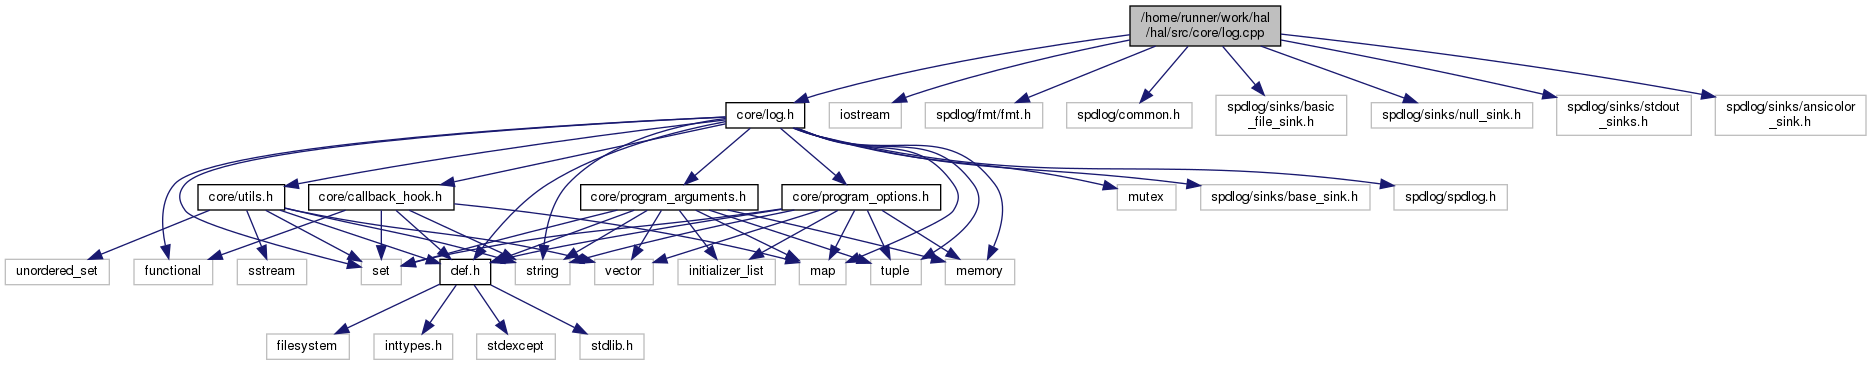 /home/runner/work/hal
/hal/src/core/log.cpp
core/log.h
iostream
spdlog/fmt/fmt.h
spdlog/common.h
spdlog/sinks/basic
_file_sink.h
spdlog/sinks/null_sink.h
spdlog/sinks/stdout
_sinks.h
spdlog/sinks/ansicolor
_sink.h
core/utils.h
core/callback_hook.h
core/program_arguments.h
core/program_options.h
mutex
spdlog/sinks/base_sink.h
spdlog/spdlog.h
unordered_set
functional
sstream
set
def.h
string
vector
initializer_list
map
tuple
memory
filesystem
inttypes.h
stdexcept
stdlib.h